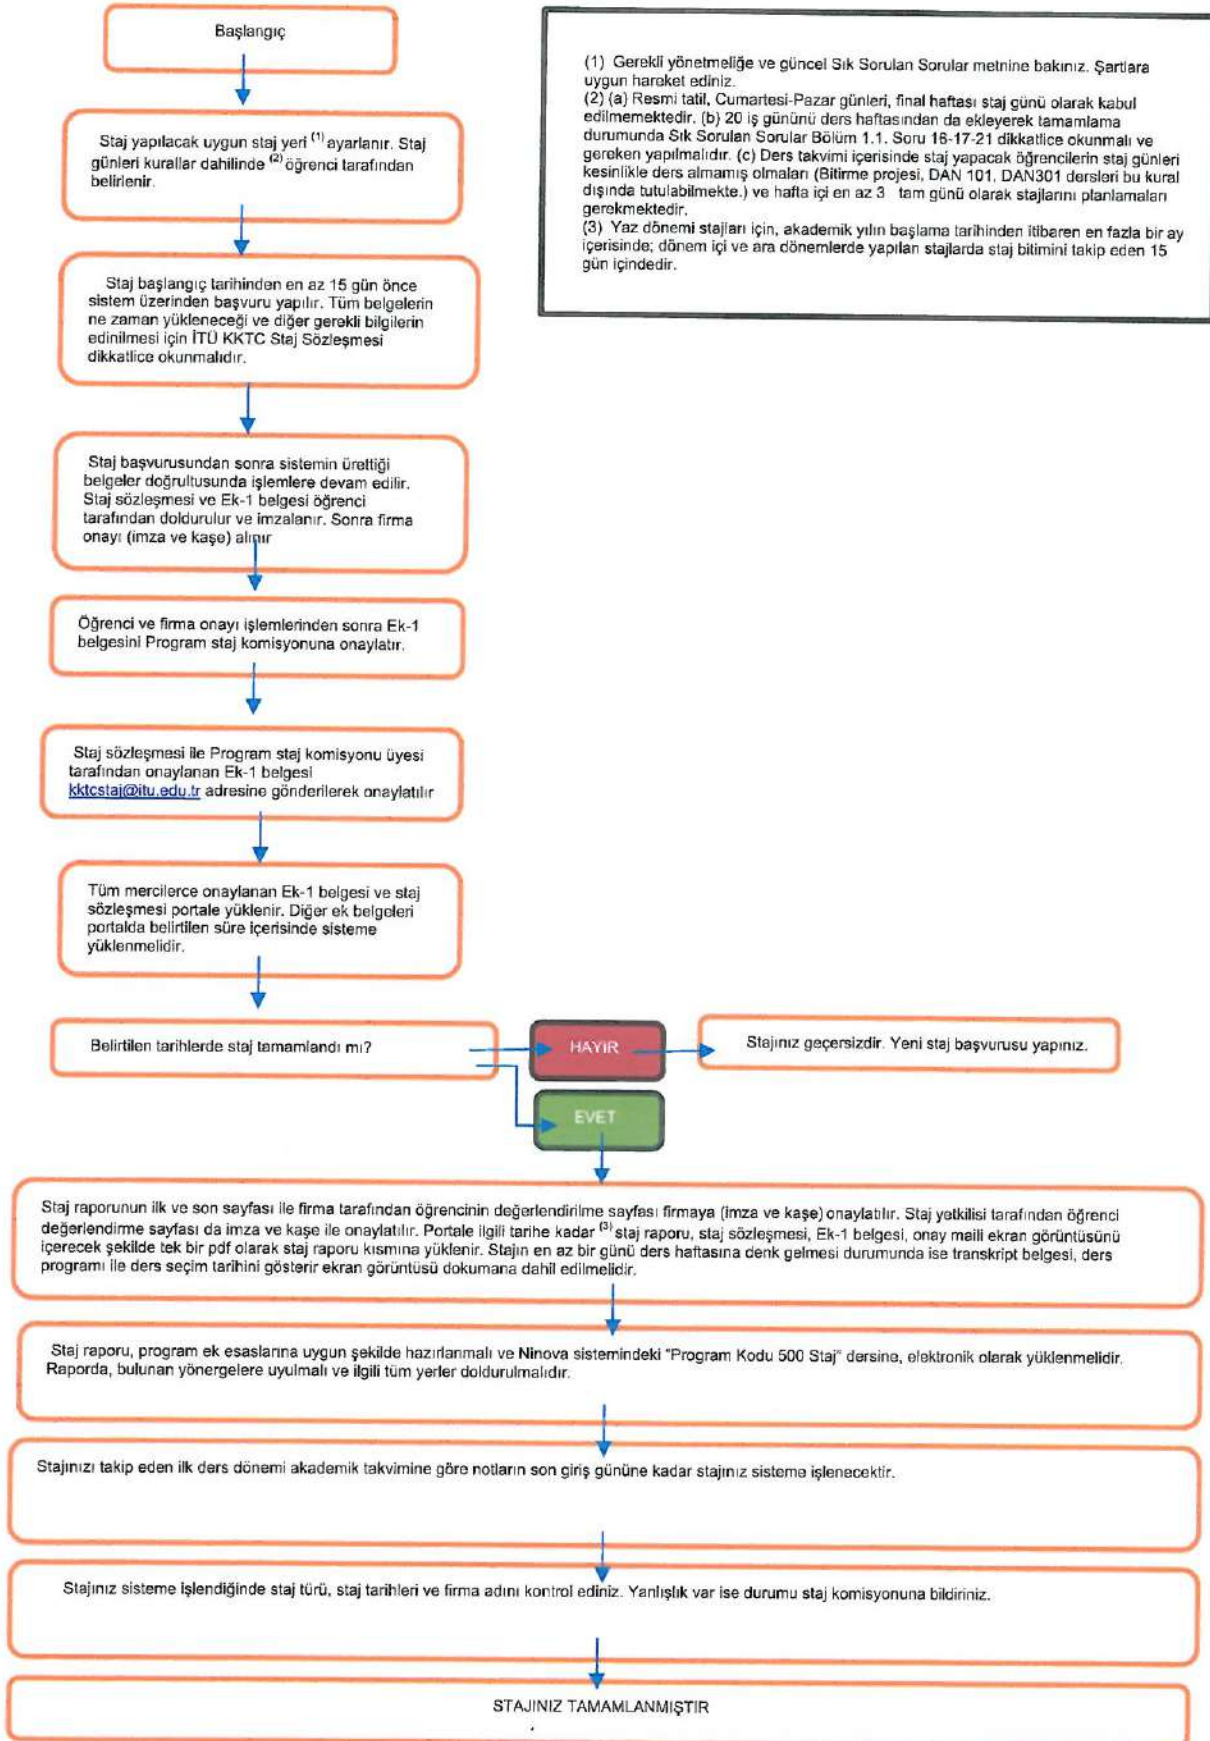 Başlangıç
(1) Gerekli yönetmeliğe ve güncel Sık Sorulan Sorular metnine bakınız. Şartlara
uygun hareket ediniz.
(2) (a) Resmi tatil, Cumartesi-Pazar günleri, final haftası staj günü olarak kabul
edilmemektedir. (b) 20 iş gününü ders haftasından da ekleyerek tamamlama
durumunda Sık Sorulan Sorular Bölüm 1.1. Soru 16-17-21 dikkatlice okunmalı ve
gereken yapılmalıdır. (c) Ders takvimi içerisinde staj yapacak öğrencilerin staj günleri
kesinlikle ders almamış olmaları (Bitirme projesi, DAN 101, DAN301 dersleri bu kural
dışında tutulabilmekte.) ve hafta içi en az 3 tam günü olarak stajlarını planlamaları
gerekmektedir.
(3) Yaz dönemi stajları için, akademik yılın başlama tarihinden itibaren en fazla bir ay
içerisinde; dönem içi ve ara dönemlerde yapılan stajlarda staj bitimini takip eden 15
gün içindedir.
Staj yapılacak uygun staj yeri (1) ayarlanır. Staj
günleri kurallar dahilinde (2) öğrenci tarafından
belirlenir.
Staj başlangıç tarihinden en az 15 gün önce
sistem üzerinden başvuru yapılır. Tüm belgelerin
ne zaman yükleneceği ve diğer gerekli bilgilerin
edinilmesi için İTÜ KKTC Staj Sözleşmesi
dikkatlice okunmalıdır.
Staj başvurusundan sonra sistemin ürettiği
belgeler doğrultusunda işlemlere devam edilir.
Staj sözleşmesi ve Ek-1 belgesi öğrenci
tarafından doldurulur ve imzalanır. Sonra firma
onayı (imza ve kaşe) alınır
Öğrenci ve firma onayı işlemlerinden sonra Ek-1
belgesini Program staj komisyonuna onaylatır.
Staj sözleşmesi ile Program staj komisyonu üyesi
tarafından onaylanan Ek-1 belgesi
kktcstaj@itu.edu.tr adresine gönderilerek onaylatılır
Tüm mercilerce onaylanan Ek-1 belgesi ve staj
sözleşmesi portale yüklenir. Diğer ek belgeleri
portalda belirtilen süre içerisinde sisteme
yüklenmelidir.
Belirtilen tarihlerde staj tamamlandı mı?
HAYIR
Stajınız geçersizdir. Yeni staj başvurusu yapınız.
EVET
Staj raporunun ilk ve son sayfası ile firma tarafından öğrencinin değerlendirilme sayfası firmaya (imza ve kaşe) onaylatılır. Staj yetkilisi tarafından öğrenci
değerlendirme sayfası da imza ve kaşe ile onaylatılır. Portale ilgili tarihe kadar (3) staj raporu, staj sözleşmesi, Ek-1 belgesi, onay maili ekran görüntüsünü
içerecek şekilde tek bir pdf olarak staj raporu kısmına yüklenir. Stajın en az bir günü ders haftasına denk gelmesi durumunda ise transkript belgesi, ders
programı ile ders seçim tarihini gösterir ekran görüntüsü dokumana dahil edilmelidir.
Staj raporu, program ek esaslarına uygun şekilde hazırlanmalı ve Ninova sistemindeki "Program Kodu 500 Staj" dersine, elektronik olarak yüklenmelidir.
Raporda, bulunan yönergelere uyulmalı ve ilgili tüm yerler doldurulmalıdır.
Stajınızı takip eden ilk ders dönemi akademik takvimine göre notların son giriş gününe kadar stajınız sisteme işlenecektir.
Stajınız sisteme işlendiğinde staj türü, staj tarihleri ve firma adını kontrol ediniz. Yanlışlık var ise durumu staj komisyonuna bildiriniz.
STAJINIZ TAMAMLANMIŞTIR